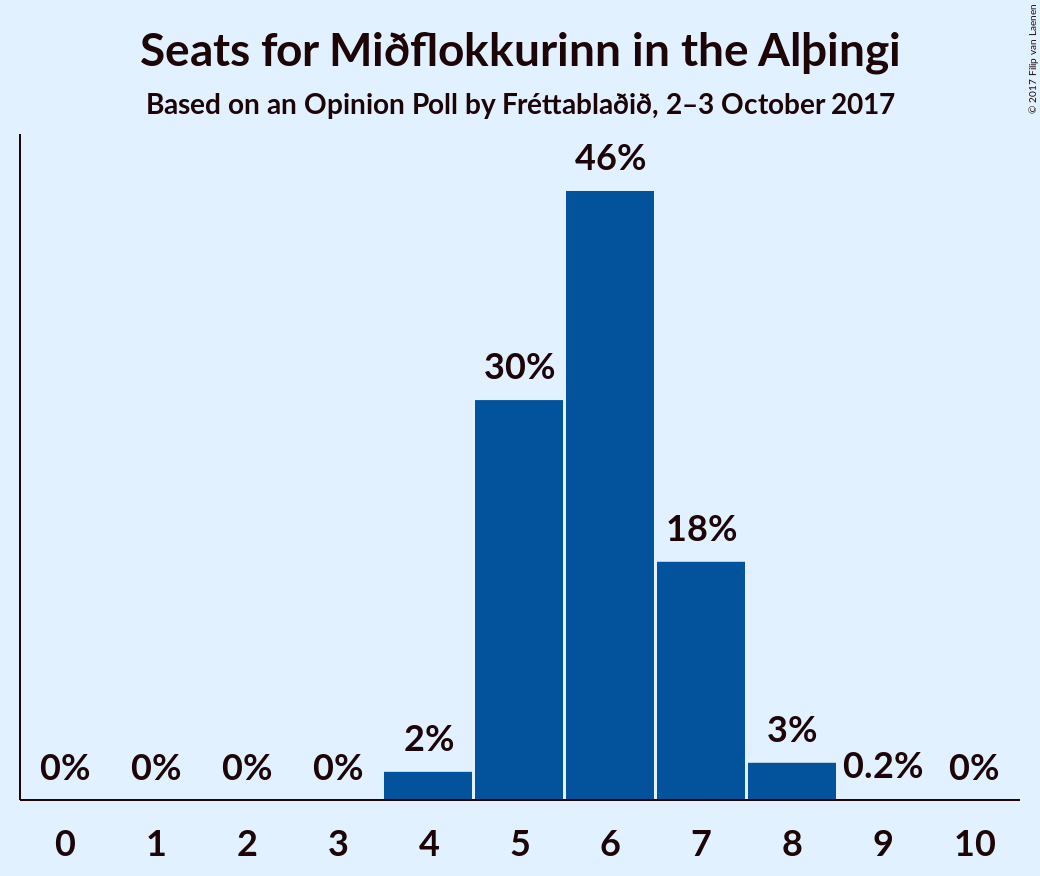 Seats for Miðflokkurinn in the Alþingi
Based on an Opinion Poll by Fréttablaðið, 2–3 October 2017
© 2017 Filip van Laenen
46%
30%
18%
3%
2%
0% 0% 0% 0% 0.2% 0%
0 1 2 3 4 5 6 7 8 9 10